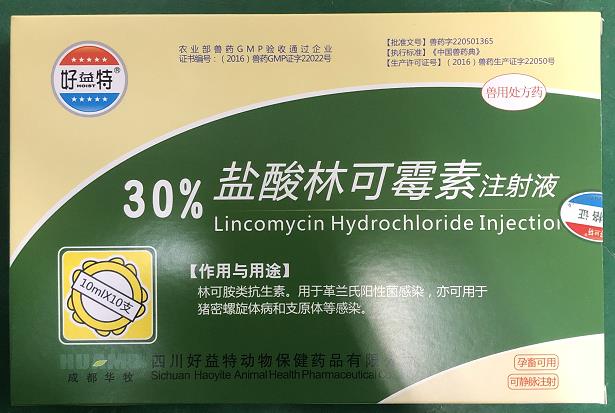 农业部兽药GMP验收通过企业
证书编号：（2016）兽药GMP证字22022号
【批准文号】兽药字220501365
【执行标准】《中国兽药典》
【生产许可证号】（2016）兽药生产证字22050号
好益特®
HOIST
兽用处方药
30% 盐酸林可霉素注射液
Lincomycin Hydrochloride Injection
格证
【作用与用途】
林可胺类抗生素。用于革兰氏阳性菌感染，亦可用于
猪密螺旋体病和支原体等感染。
10mlX10支
成都华牧
四川好益特动物保健药品有限
Sichuan Haoyite Animal Health Pharmaceutical
孕畜可用
可静脉注射